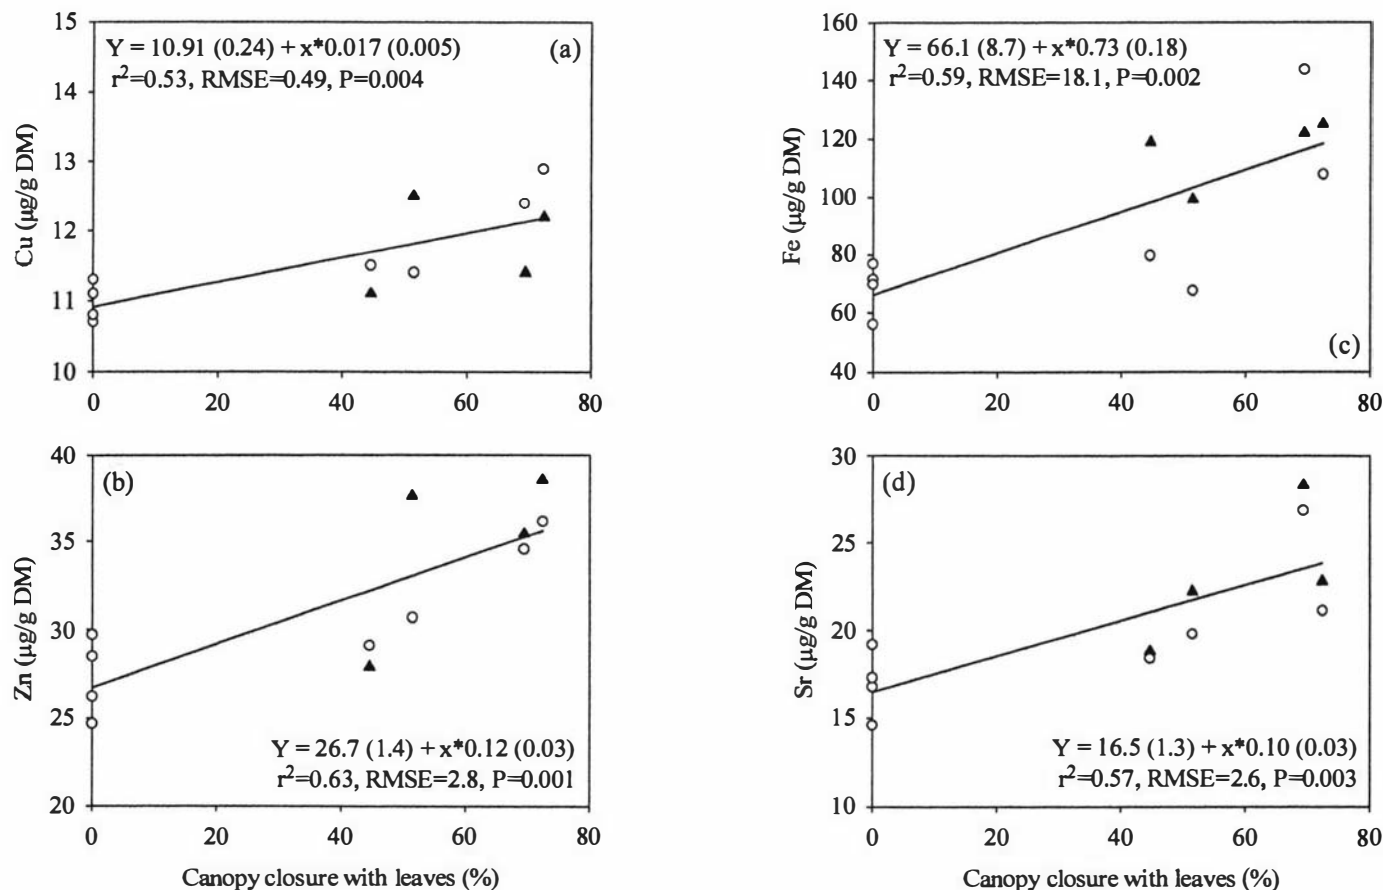 Y = 10.91 (0.24) + x*0.017 (0.005)
r²=0.53, RMSE=0.49, P=0.004
(a)
Cu (μg/g DM)
15
14
13
12
11
10
0 20 40 60 80
Y = 66.1 (8.7) + x*0.73 (0.18)
r²=0.59, RMSE=18.1, P=0.002
(c)
Fe (μg/g DM)
160
140
120
100
80
60
40
0 20 40 60 80
(b)
Y = 26.7 (1.4) + x*0.12 (0.03)
r²=0.63, RMSE=2.8, P=0.001
Zn (μg/g DM)
40
35
30
25
20
0 20 40 60 80
Canopy closure with leaves (%)
(d)
Y = 16.5 (1.3) + x*0.10 (0.03)
r²=0.57, RMSE=2.6, P=0.003
Sr (μg/g DM)
30
25
20
15
10
0 20 40 60 80
Canopy closure with leaves (%)